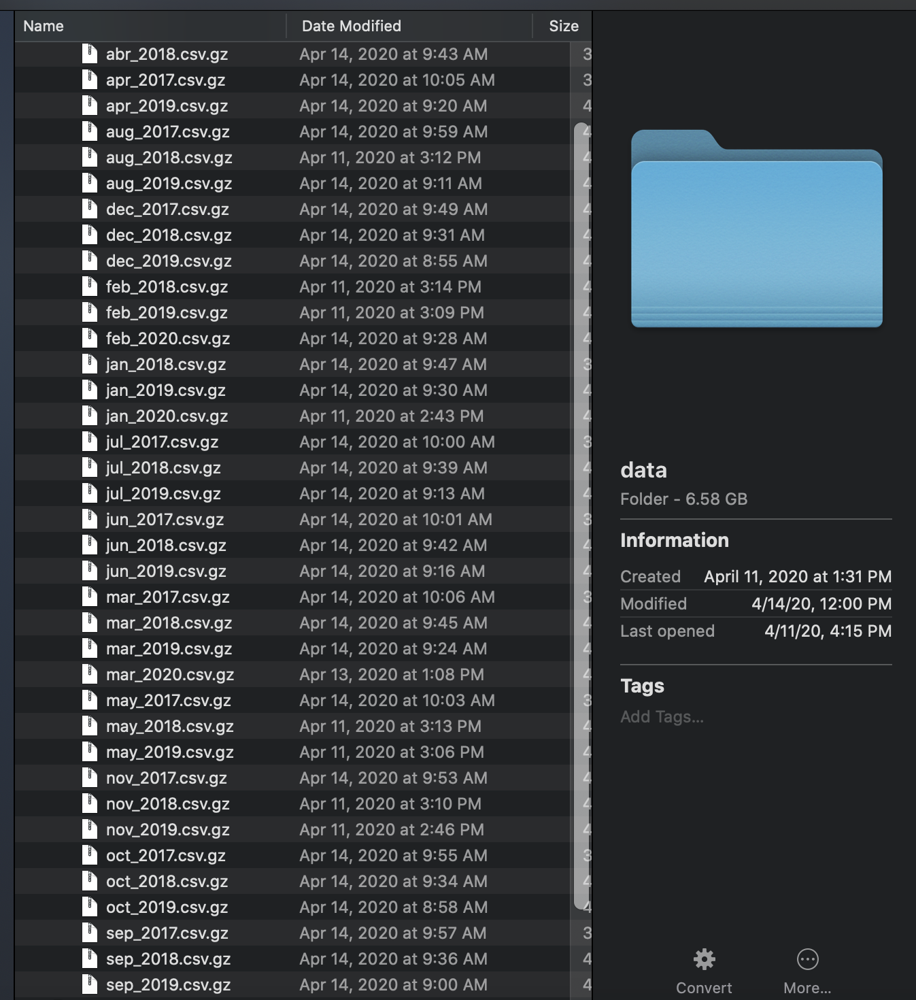 Name Date Modified Size
abr_2018.csv.gz Apr 14, 2020 at 9:43 AM 3
apr_2017.csv.gz Apr 14, 2020 at 10:05 AM 3
apr_2019.csv.gz Apr 14, 2020 at 9:20 AM 4
aug_2017.csv.gz Apr 14, 2020 at 9:59 AM 4
aug_2018.csv.gz Apr 11, 2020 at 3:12 PM 4
aug_2019.csv.gz Apr 14, 2020 at 9:11 AM 4
dec_2017.csv.gz Apr 14, 2020 at 9:49 AM 4
dec_2018.csv.gz Apr 14, 2020 at 9:31 AM 4
dec_2019.csv.gz Apr 14, 2020 at 8:55 AM 4
feb_2018.csv.gz Apr 11, 2020 at 3:14 PM 4
feb_2019.csv.gz Apr 11, 2020 at 3:09 PM 4
feb_2020.csv.gz Apr 14, 2020 at 9:28 AM 4
jan_2018.csv.gz Apr 14, 2020 at 9:47 AM 3
jan_2019.csv.gz Apr 14, 2020 at 9:30 AM 4
jan_2020.csv.gz Apr 11, 2020 at 2:43 PM 4
jul_2017.csv.gz Apr 14, 2020 at 10:00 AM 3
jul_2018.csv.gz Apr 14, 2020 at 9:39 AM 4
jul_2019.csv.gz Apr 14, 2020 at 9:13 AM 4
jun_2017.csv.gz Apr 14, 2020 at 10:01 AM 3
jun_2018.csv.gz Apr 14, 2020 at 9:42 AM 4
jun_2019.csv.gz Apr 14, 2020 at 9:16 AM 4
mar_2017.csv.gz Apr 14, 2020 at 10:06 AM 3
mar_2018.csv.gz Apr 14, 2020 at 9:45 AM 4
mar_2019.csv.gz Apr 14, 2020 at 9:24 AM 4
mar_2020.csv.gz Apr 13, 2020 at 1:08 PM 4
may_2017.csv.gz Apr 14, 2020 at 10:03 AM 3
may_2018.csv.gz Apr 11, 2020 at 3:13 PM 4
may_2019.csv.gz Apr 11, 2020 at 3:06 PM 4
nov_2017.csv.gz Apr 14, 2020 at 9:53 AM 4
nov_2018.csv.gz Apr 11, 2020 at 3:10 PM 4
nov_2019.csv.gz Apr 11, 2020 at 2:46 PM 4
oct_2017.csv.gz Apr 14, 2020 at 9:55 AM 3
oct_2018.csv.gz Apr 14, 2020 at 9:34 AM 4
oct_2019.csv.gz Apr 14, 2020 at 8:58 AM 4
sep_2017.csv.gz Apr 14, 2020 at 9:57 AM 3
sep_2018.csv.gz Apr 14, 2020 at 9:36 AM 4
sep_2019.csv.gz Apr 14, 2020 at 9:00 AM 4
data
Folder - 6.58 GB
Information
Created April 11, 2020 at 1:31 PM
Modified 4/14/20, 12:00 PM
Last opened 4/11/20, 4:15 PM
Tags
Add Tags...
Convert More...